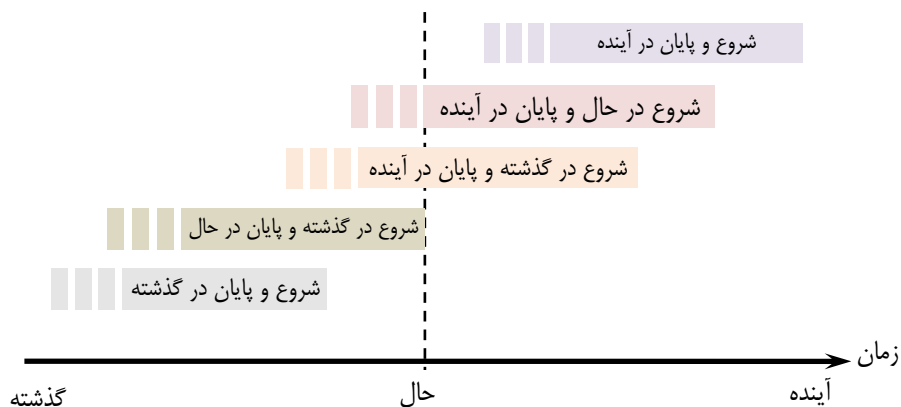 شروع و پایان در آینده
شروع در حال و پایان در آینده
شروع در گذشته و پایان در آینده
شروع در گذشته و پایان در حال
شروع و پایان در گذشته
زمان
آینده
حال
گذشته